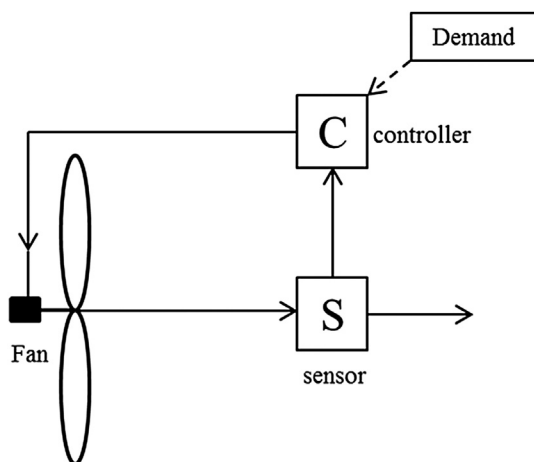 Demand
C
controller
S
Fan
sensor